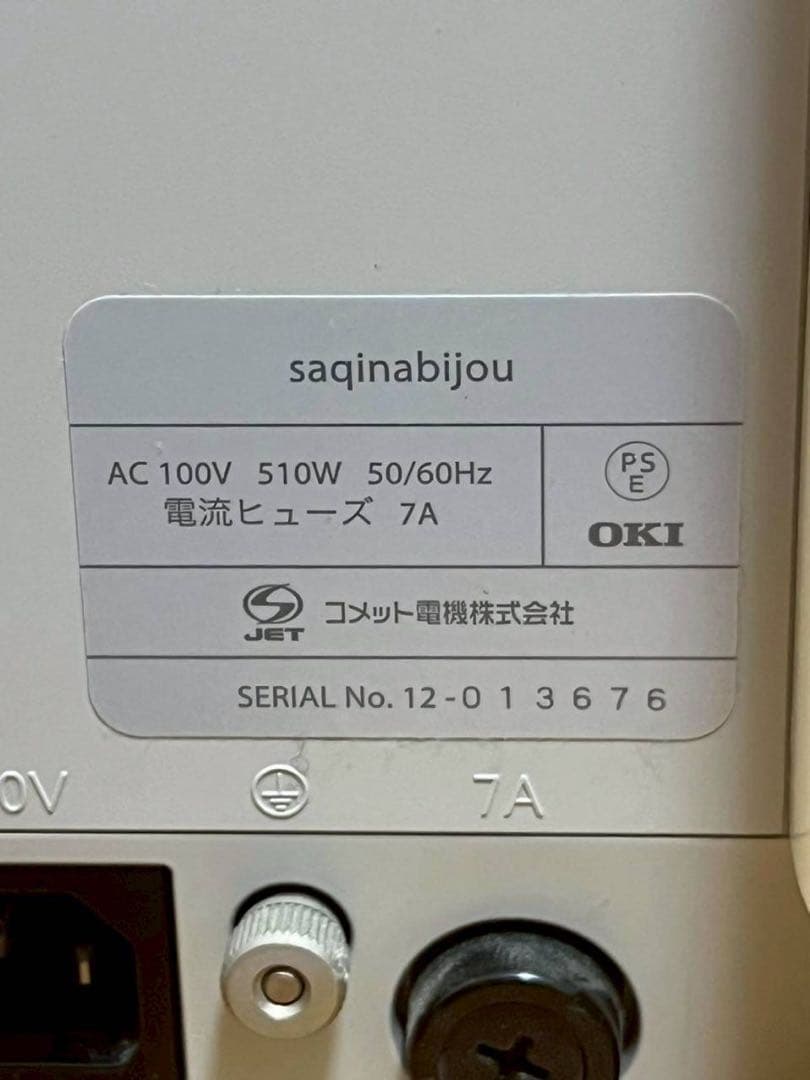 saqinabijou
AC 100V 510W 50/60Hz
電流ヒューズ 7A
PS
E
OKI
JET コメット電機株式会社
SERIAL No. 12-013676
0V
7A